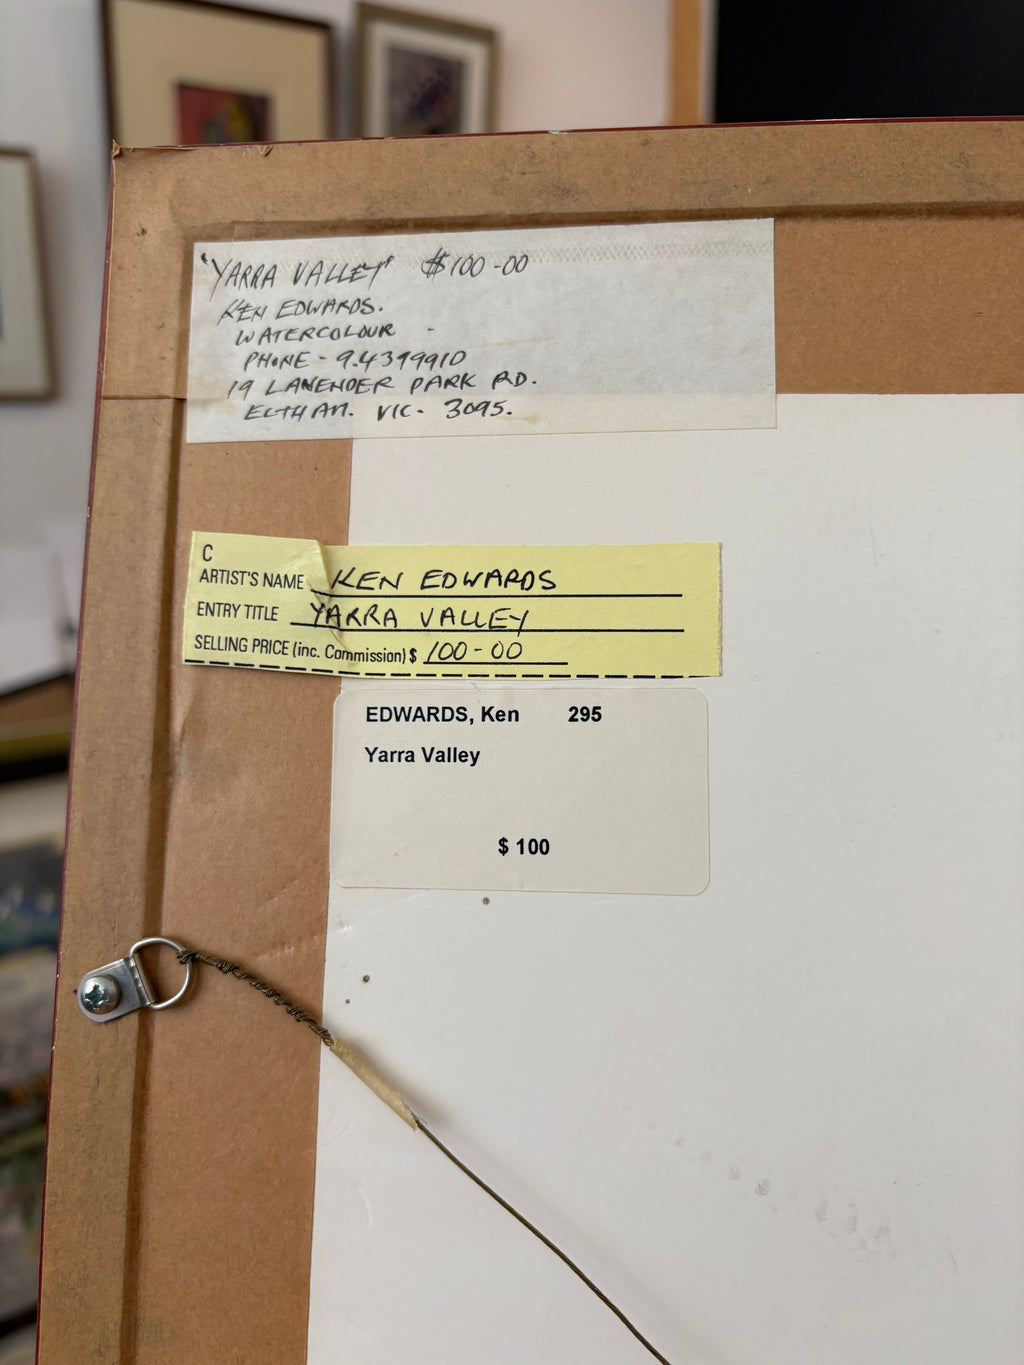 'YARRA VALLEY' $100-00
KEN EDWARDS.
WATERCOLOUR -
PHONE - 9.4399910
19 LAVENDER PARK RD.
ELTHAM. VIC. 3095.
C
ARTIST'S NAME KEN EDWARDS
ENTRY TITLE YARRA VALLEY
SELLING PRICE (inc. Commission) $ 100-00
EDWARDS, Ken 295
Yarra Valley
$ 100